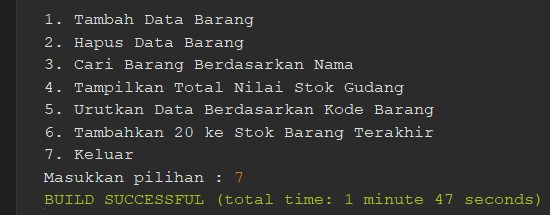 1. Tambah Data Barang
2. Hapus Data Barang
3. Cari Barang Berdasarkan Nama
4. Tampilkan Total Nilai Stok Gudang
5. Urutkan Data Berdasarkan Kode Barang
6. Tambahkan 20 ke Stok Barang Terakhir
7. Keluar
Masukkan pilihan : 7
BUILD SUCCESSFUL (total time: 1 minute 47 seconds)